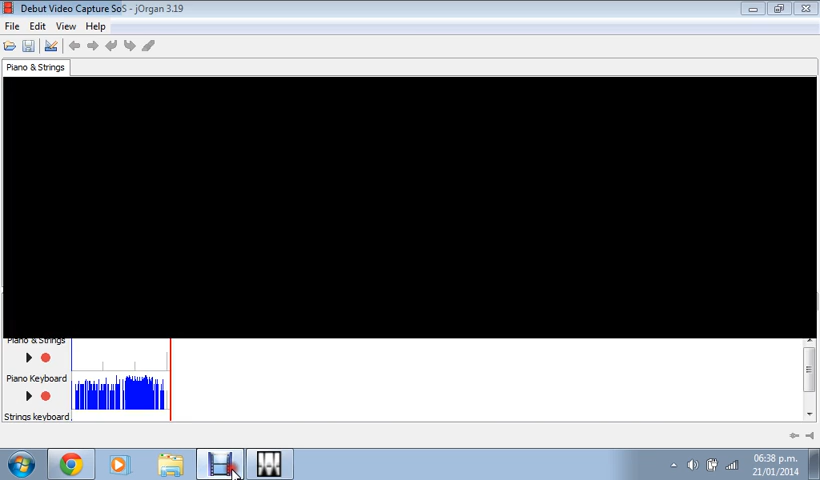 Debut Video Capture SoS - jOrgan 3.19
File Edit View Help
Piano & Strings
Piano & Strings
Piano Keyboard
Strings keyboard
06:38 p.m.
21/01/2014